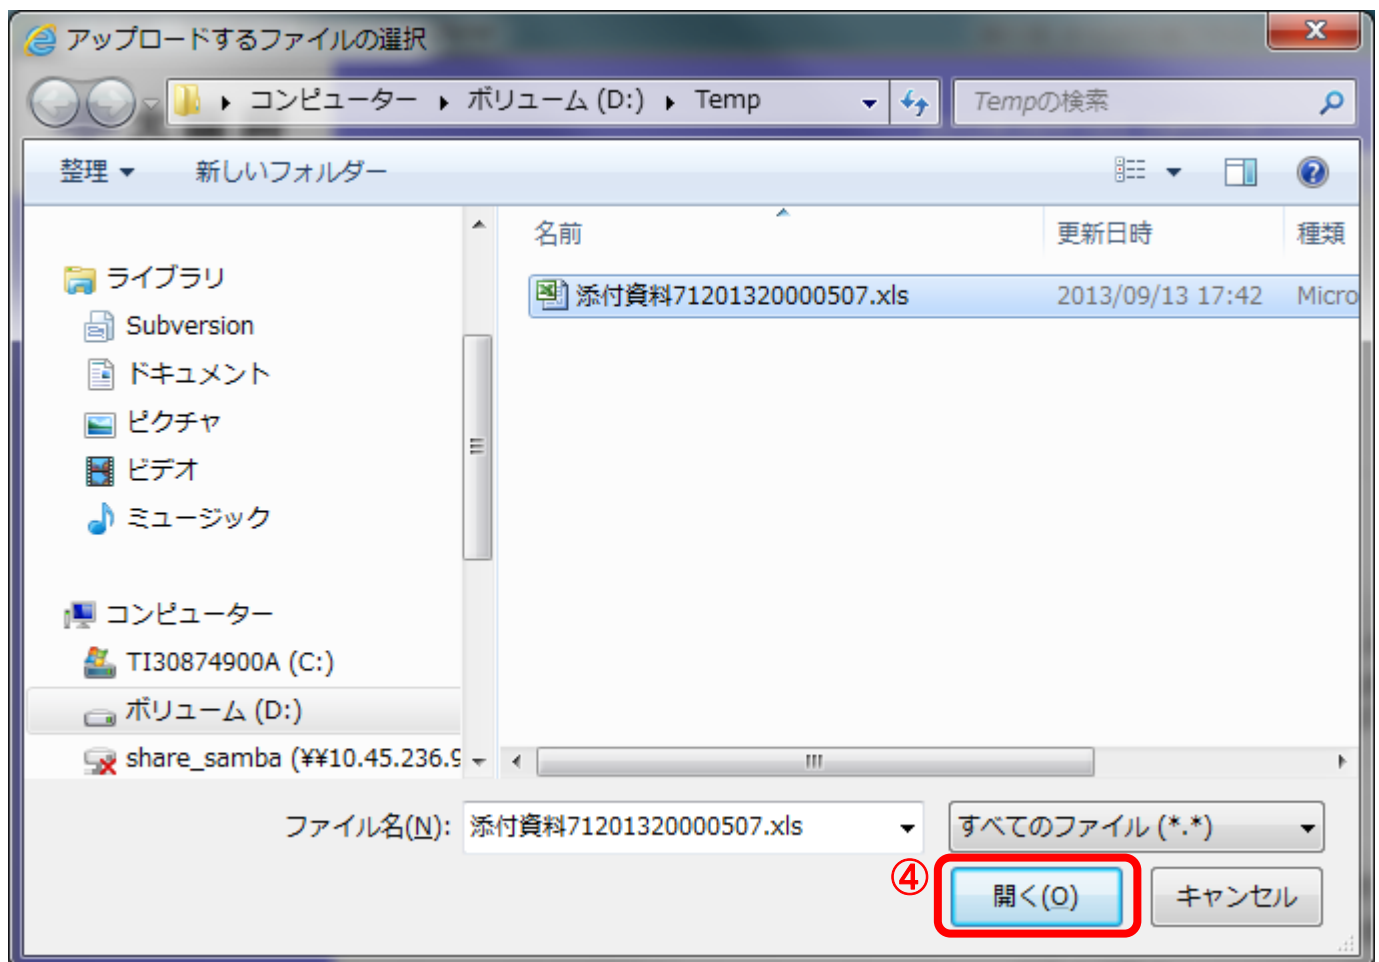 アップロードするファイルの選択
コンピューター ▸ ボリューム (D:) ▸ Temp
Tempの検索
整理 新しいフォルダー
名前 更新日時 種類
添付資料71201320000507.xls 2013/09/13 17:42 Micro
ライブラリ
Subversion
ドキュメント
ピクチャ
ビデオ
ミュージック
コンピューター
TI30874900A (C:)
ボリューム (D:)
share_samba (¥¥10.45.236.9
ファイル名(N): 添付資料71201320000507.xls すべてのファイル (*.*)
④ 開く(O) キャンセル